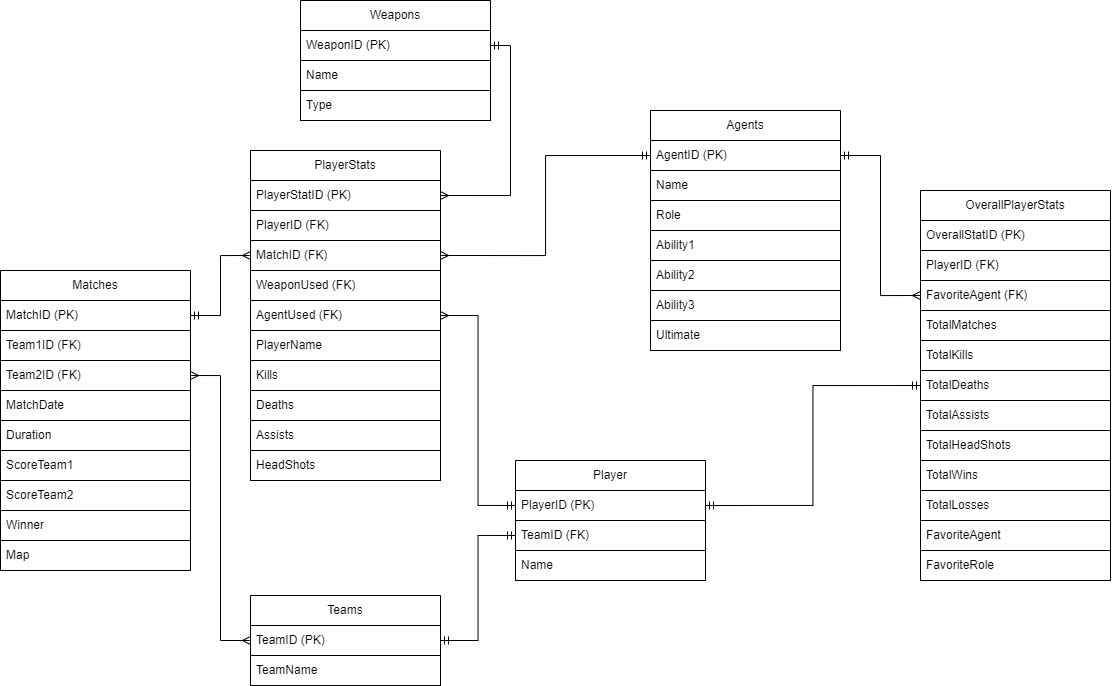 Weapons
WeaponID (PK)
Name
Type
Agents
AgentID (PK)
Name
Role
Ability1
Ability2
Ability3
Ultimate
PlayerStats
PlayerStatID (PK)
PlayerID (FK)
MatchID (FK)
WeaponUsed (FK)
AgentUsed (FK)
PlayerName
Kills
Deaths
Assists
HeadShots
OverallPlayerStats
OverallStatID (PK)
PlayerID (FK)
FavoriteAgent (FK)
TotalMatches
TotalKills
TotalDeaths
TotalAssists
TotalHeadShots
TotalWins
TotalLosses
FavoriteAgent
FavoriteRole
Matches
MatchID (PK)
Team1ID (FK)
Team2ID (FK)
MatchDate
Duration
ScoreTeam1
ScoreTeam2
Winner
Map
Player
PlayerID (PK)
TeamID (FK)
Name
Teams
TeamID (PK)
TeamName